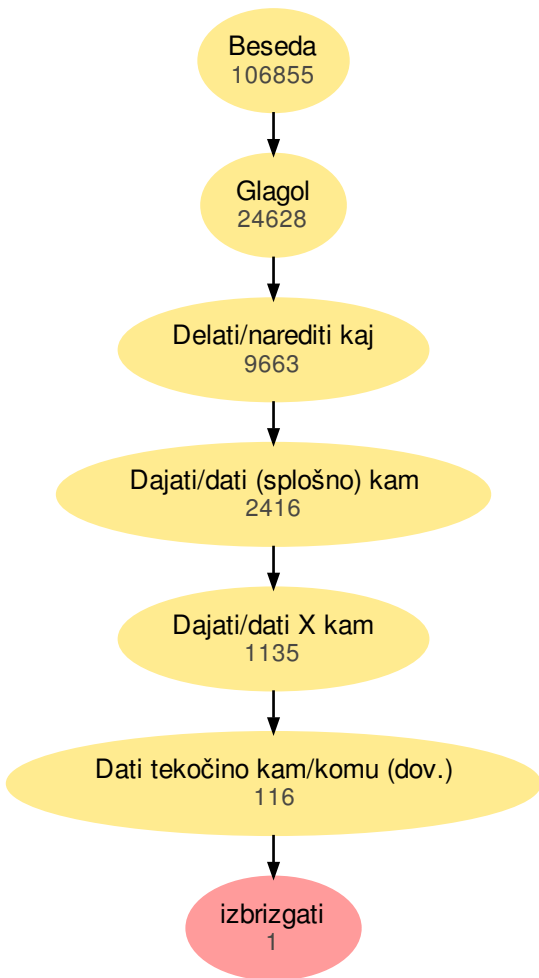 Beseda
106855
Glagol
24628
Delati/narediti kaj
9663
Dajati/dati (splošno) kam
2416
Dajati/dati X kam
1135
Dati tekočino kam/komu (dov.)
116
izbrizgati
1